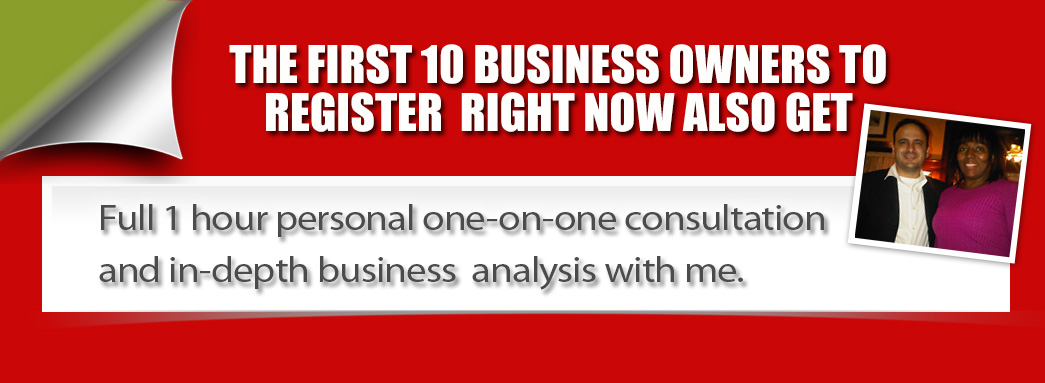 THE FIRST 10 BUSINESS OWNERS TO
REGISTER RIGHT NOW ALSO GET
Full 1 hour personal one-on-one consultation
and in-depth business analysis with me.